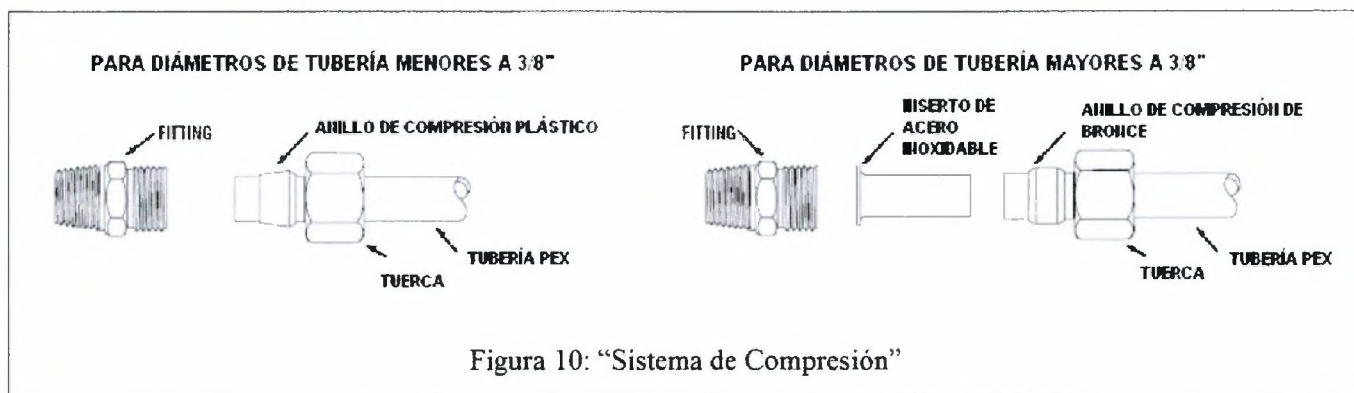 PARA DIÁMETROS DE TUBERÍA MENORES A 3/8"
FITTING
ANILLO DE COMPRESIÓN PLÁSTICO
TUBERÍA PEX
TUERCA
PARA DIÁMETROS DE TUBERÍA MAYORES A 3/8"
FITTING
INSERTO DE
ACERO
INOXIDABLE
ANILLO DE COMPRESIÓN DE
BRONCE
TUBERÍA PEX
TUERCA
Figura 10: “Sistema de Compresión”